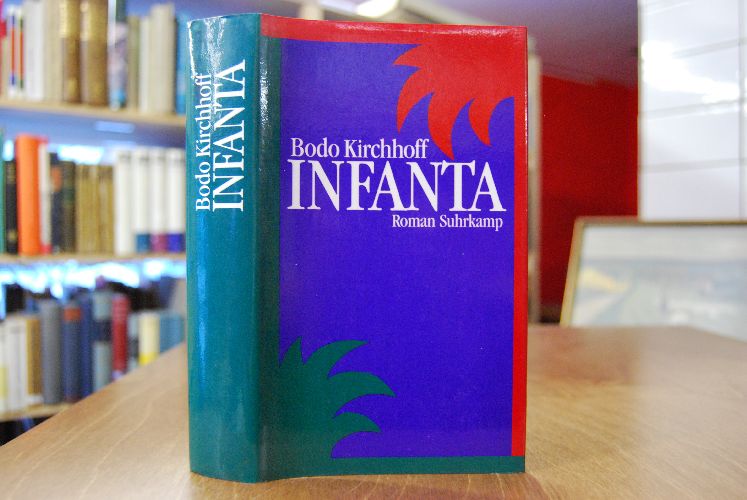 Bodo Kirchhoff
INFANTA
Bodo Kirchhoff
INFANTA
Roman Suhrkamp